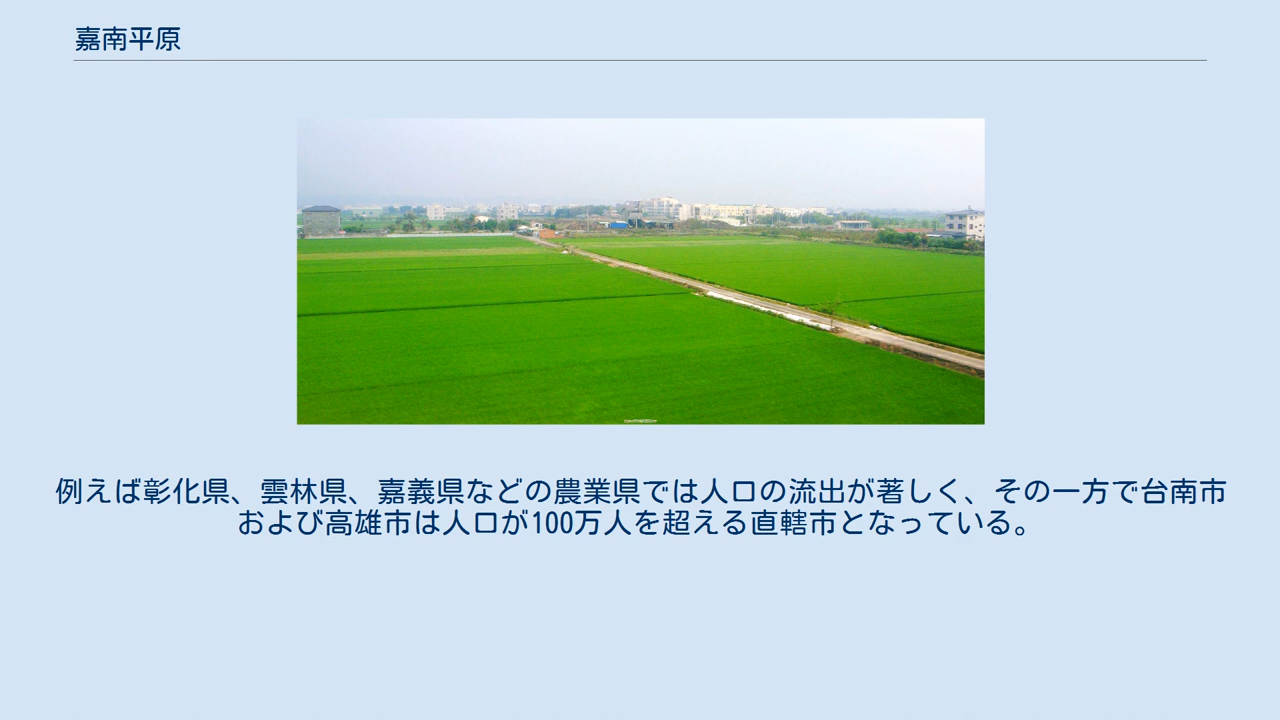 嘉南平原
例えば彰化県、雲林県、嘉義県などの農業県では人口の流出が著しく、その一方で台南市
および高雄市は人口が100万人を超える直轄市となっている。